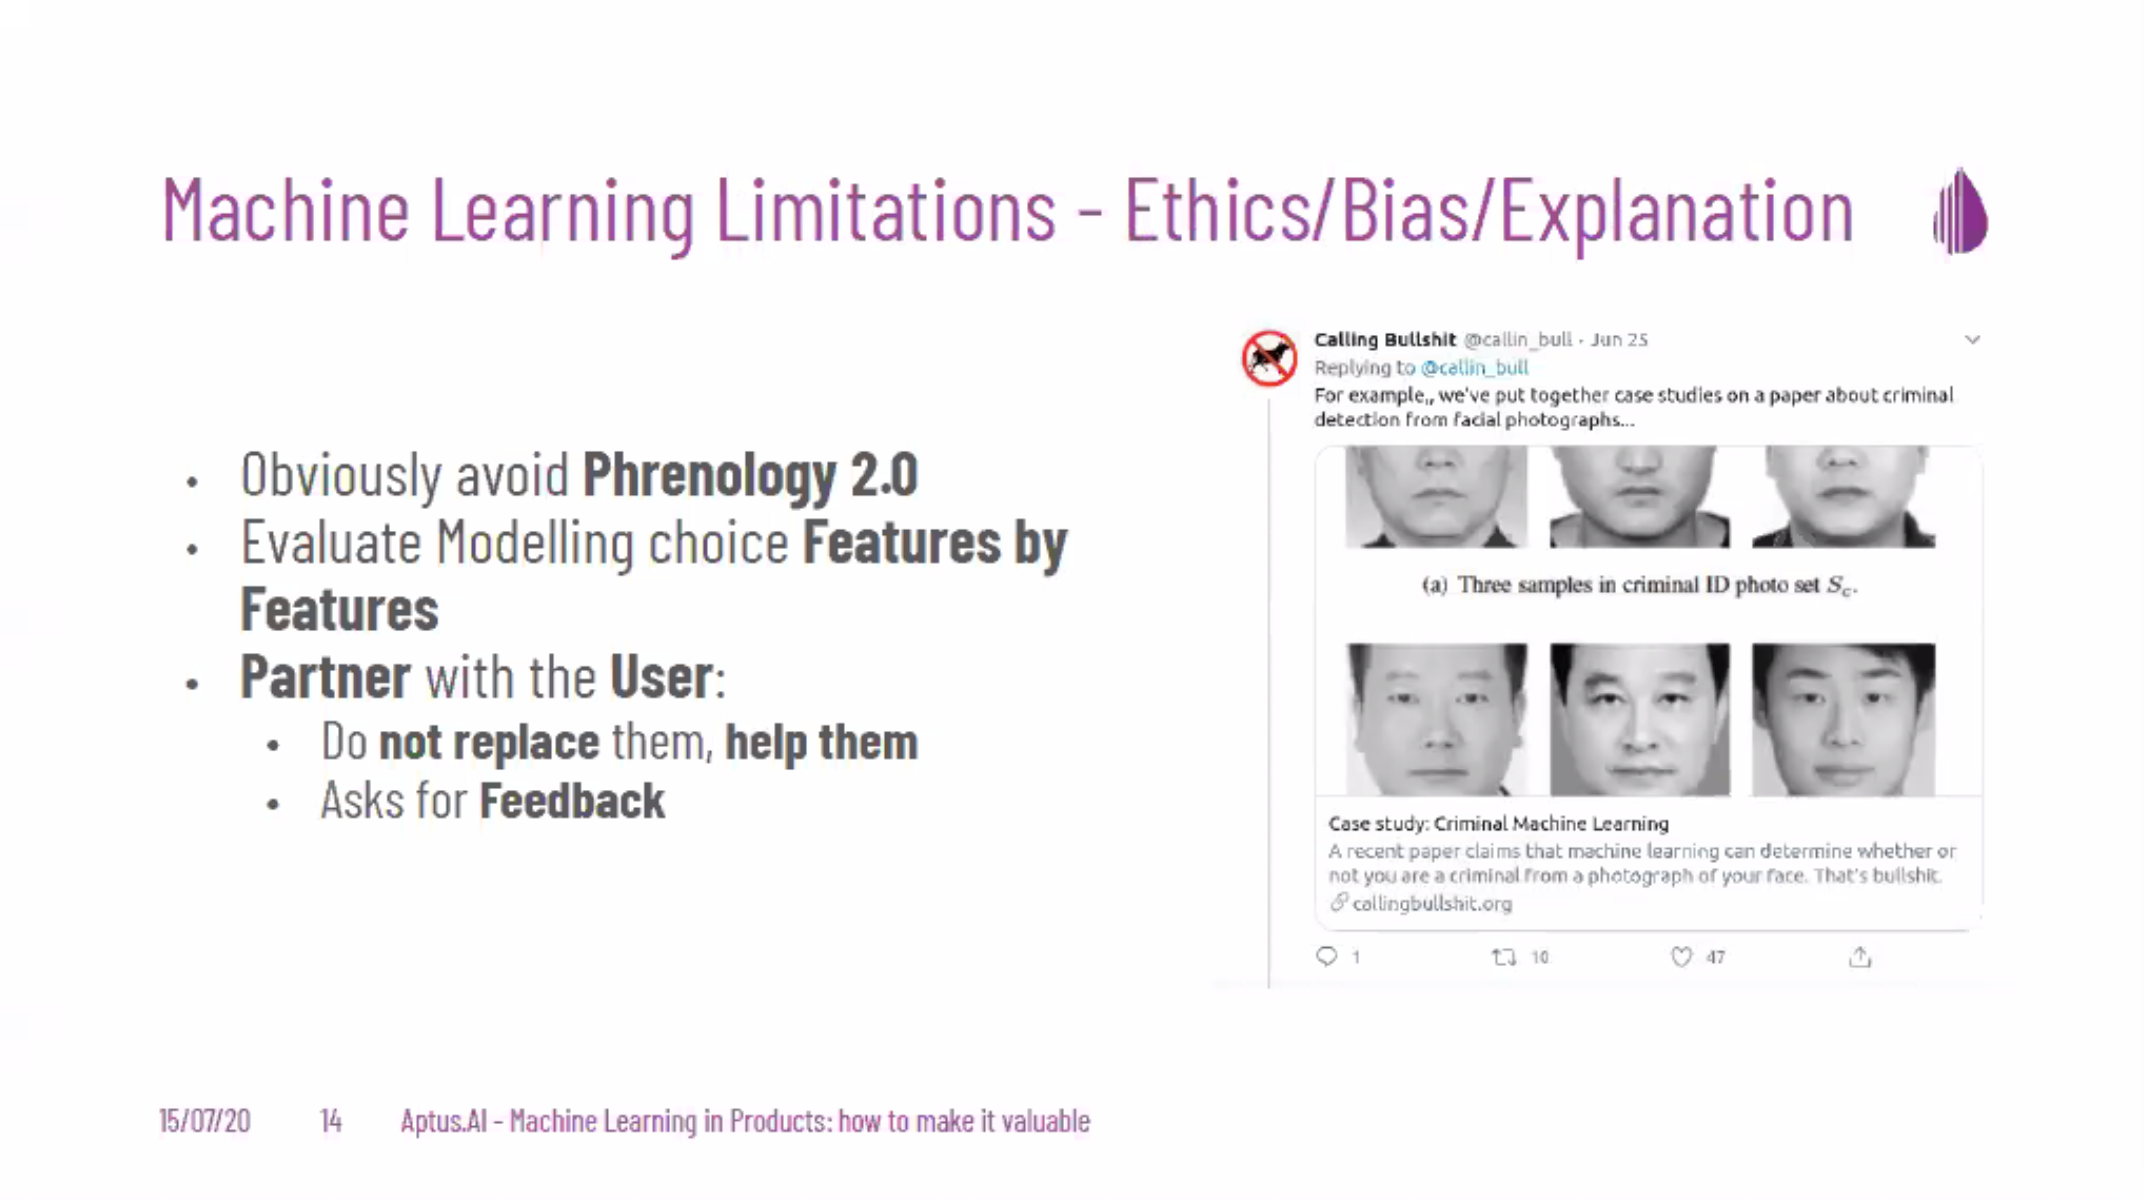 Machine Learning Limitations - Ethics/Bias/Explanation
• Obviously avoid Phrenology 2.0
• Evaluate Modelling choice Features by
Features
• Partner with the User:
• Do not replace them, help them
• Asks for Feedback
Calling Bullshit @callin_bull · Jun 25
Replying to @callin_bull
For example,, we've put together case studies on a paper about criminal
detection from facial photographs...
(a) Three samples in criminal ID photo set Sc.
Case study: Criminal Machine Learning
A recent paper claims that machine learning can determine whether or
not you are a criminal from a photograph of your face. That's bullshit.
callingbullshit.org
1 10 47
15/07/20 14 Aptus.AI - Machine Learning in Products: how to make it valuable